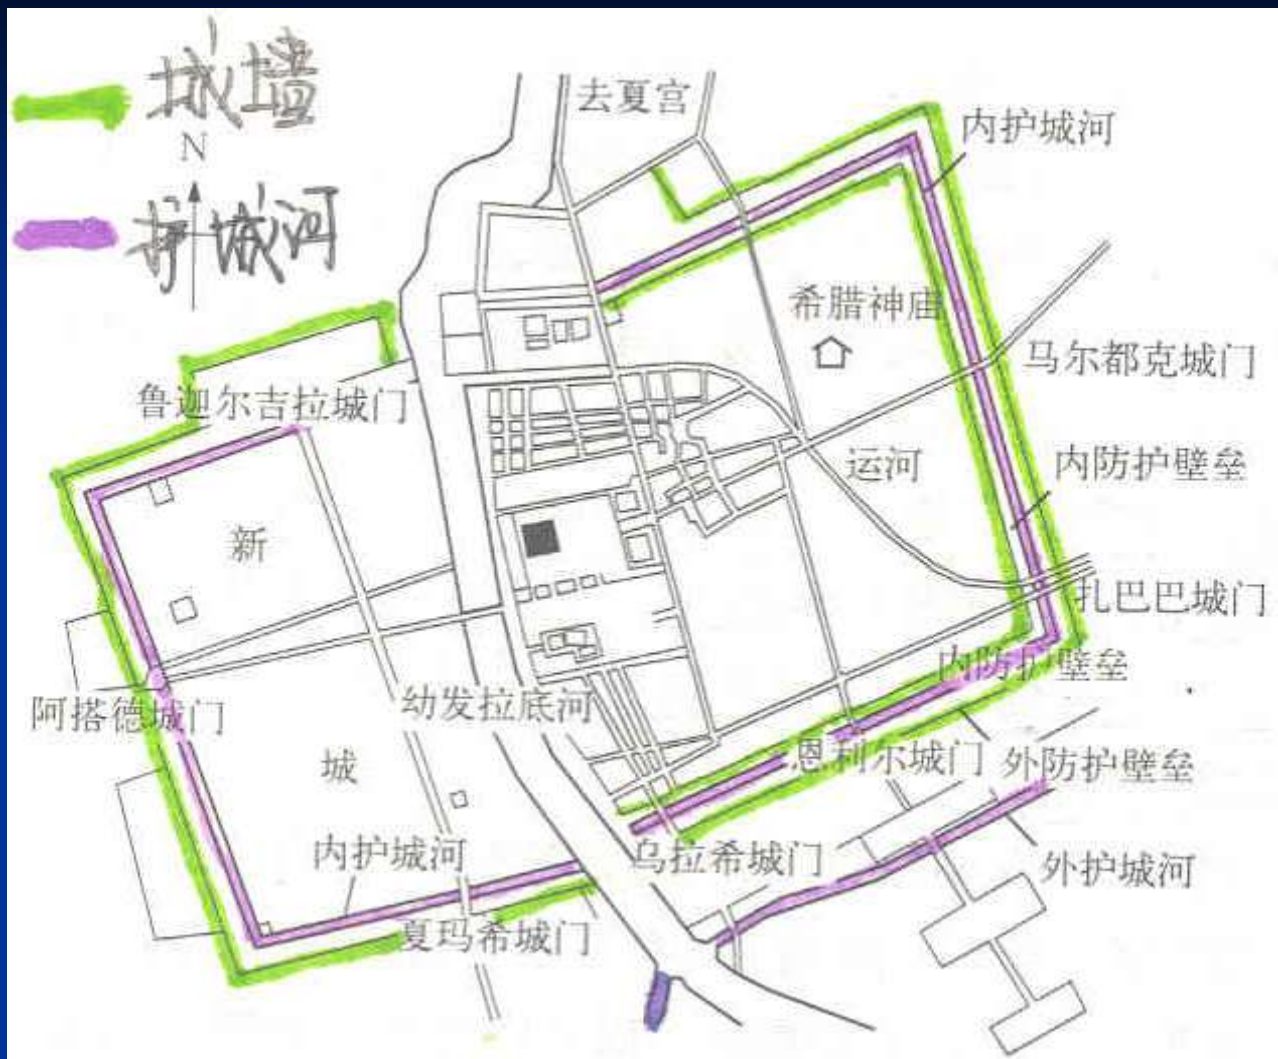 城墙
N
护城河
去夏宫
内护城河
希腊神庙
马尔都克城门
鲁迦尔吉拉城门
运河
内防护壁垒
新
扎巴巴城门
内防护壁垒
阿搭德城门
幼发拉底河
城
恩利尔城门
外防护壁垒
内护城河
乌拉希城门
外护城河
夏玛希城门